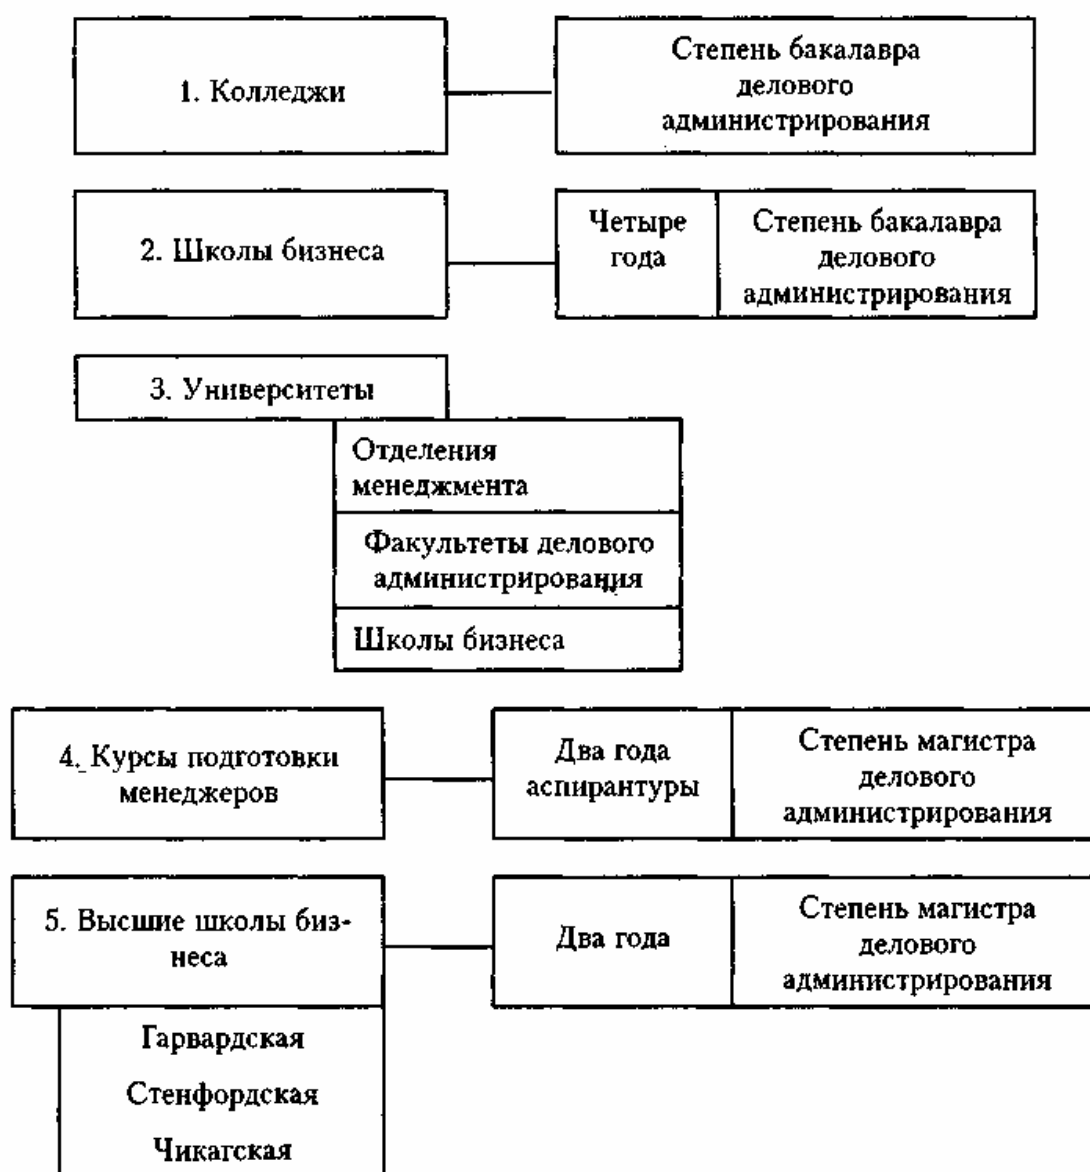 1. Колледжи
Степень бакалавра
делового
администрирования
2. Школы бизнеса
Четыре
года
Степень бакалавра
делового
администрирования
3. Университеты
Отделения
менеджмента
Факультеты делового
администрирования
Школы бизнеса
4. Курсы подготовки
менеджеров
Два года
аспирантуры
Степень магистра
делового
администрирования
5. Высшие школы биз-
неса
Два года
Степень магистра
делового
администрирования
Гарвардская
Стенфордская
Чикагская